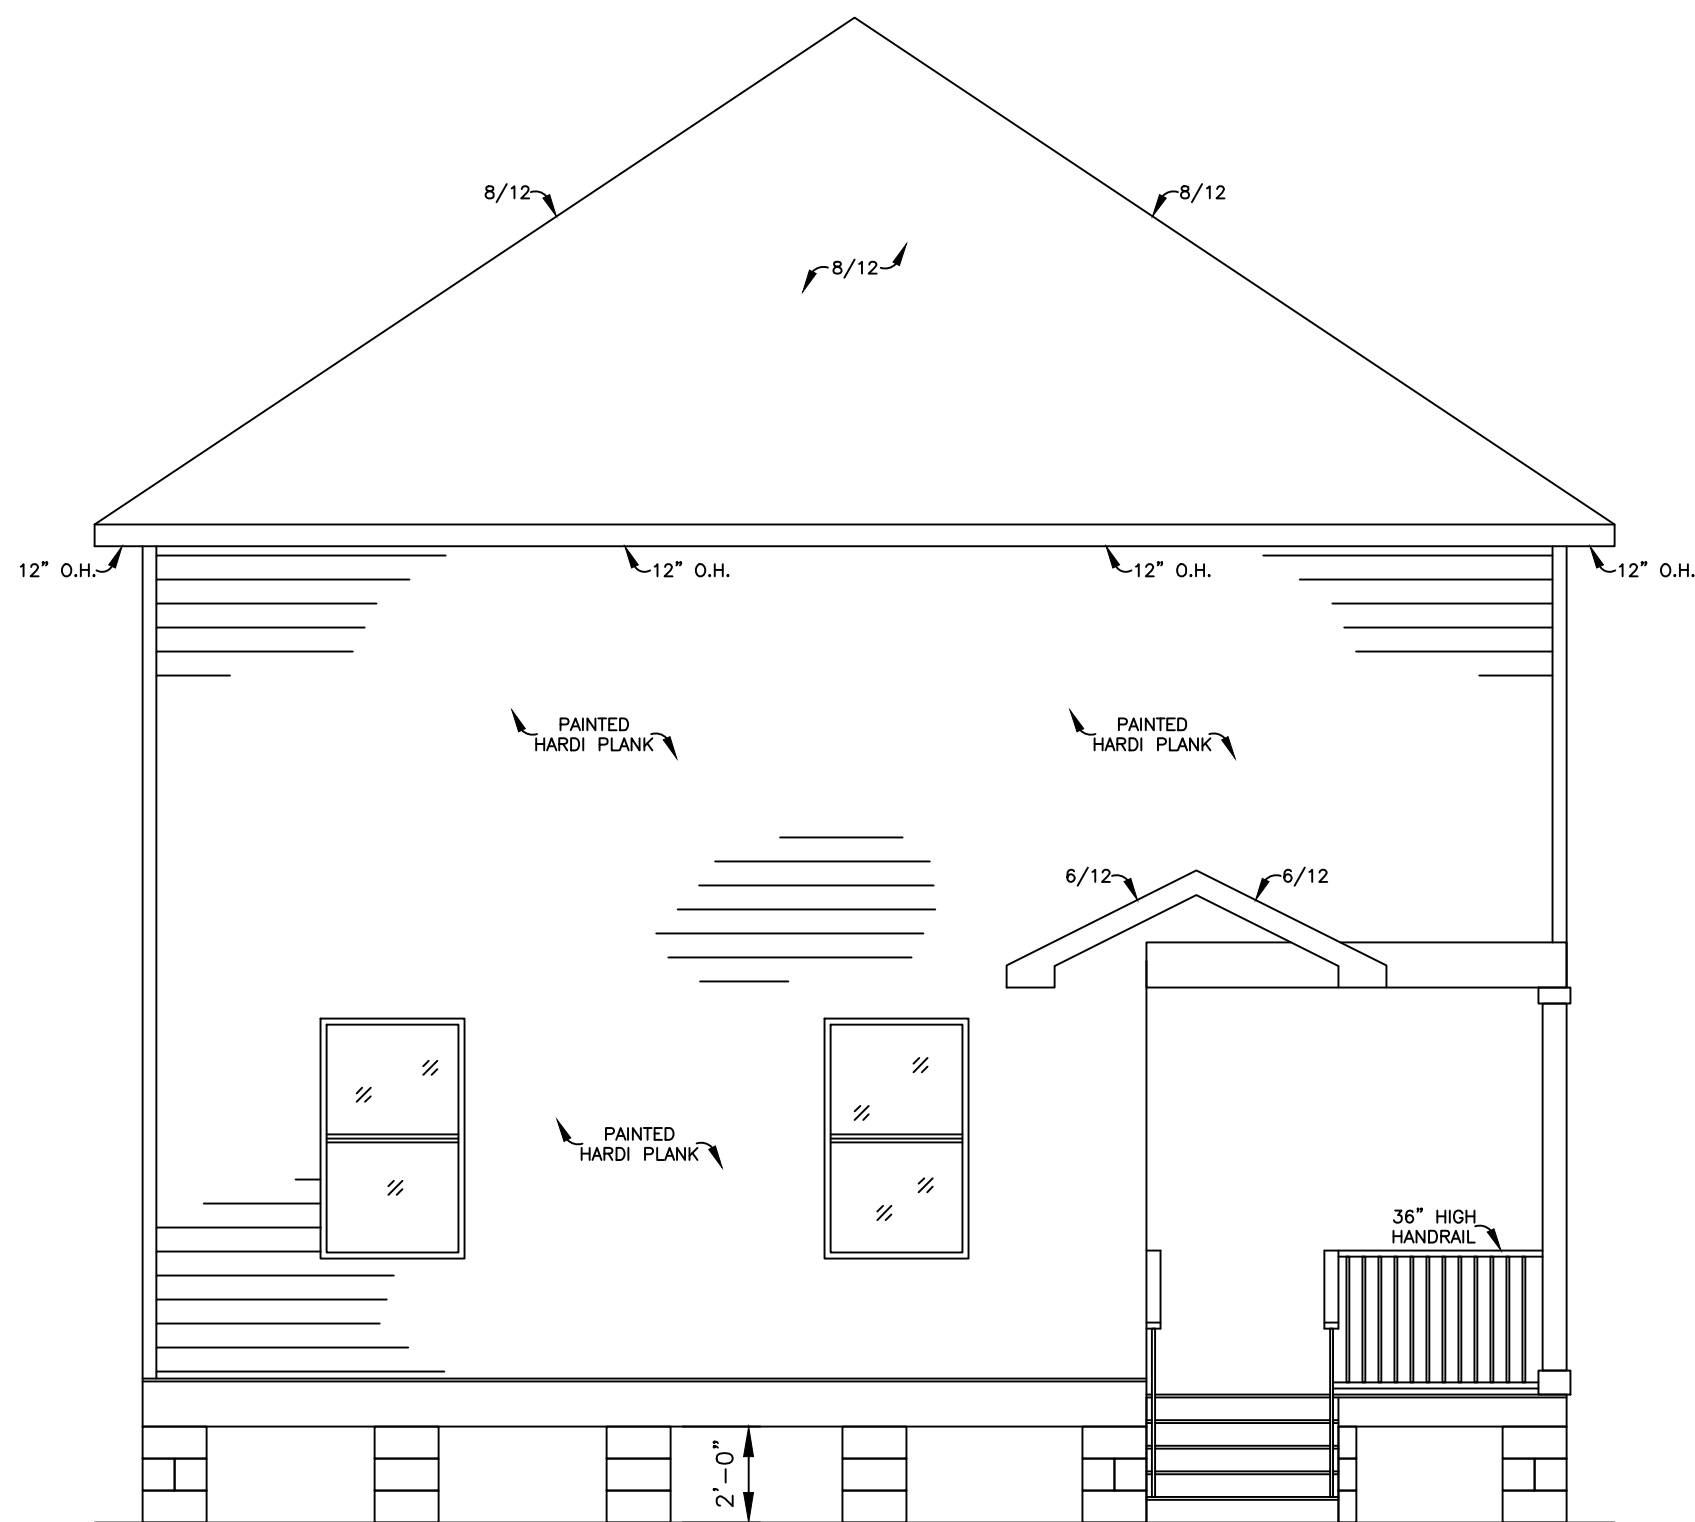 8/12
8/12
8/12
12" O.H.
12" O.H.
12" O.H.
12" O.H.
PAINTED
HARDI PLANK
PAINTED
HARDI PLANK
6/12
6/12
PAINTED
HARDI PLANK
36" HIGH
HANDRAIL
2'-0"